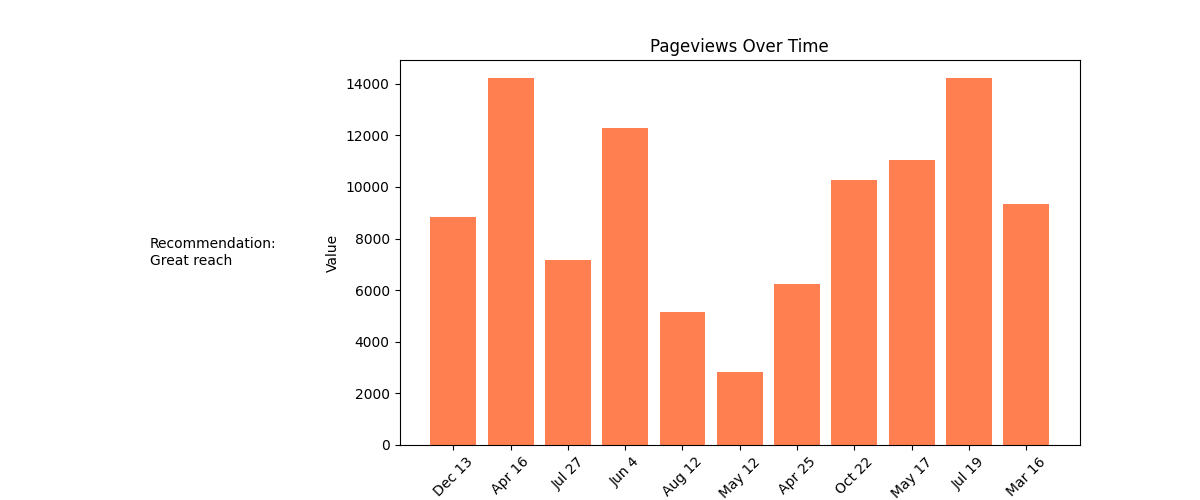 Pageviews Over Time
Recommendation:
Great reach
Value
14000
12000
10000
8000
6000
4000
2000
0
Dec 13
Apr 16
Jul 27
Jun 4
Aug 12
May 12
Apr 25
Oct 22
May 17
Jul 19
Mar 16